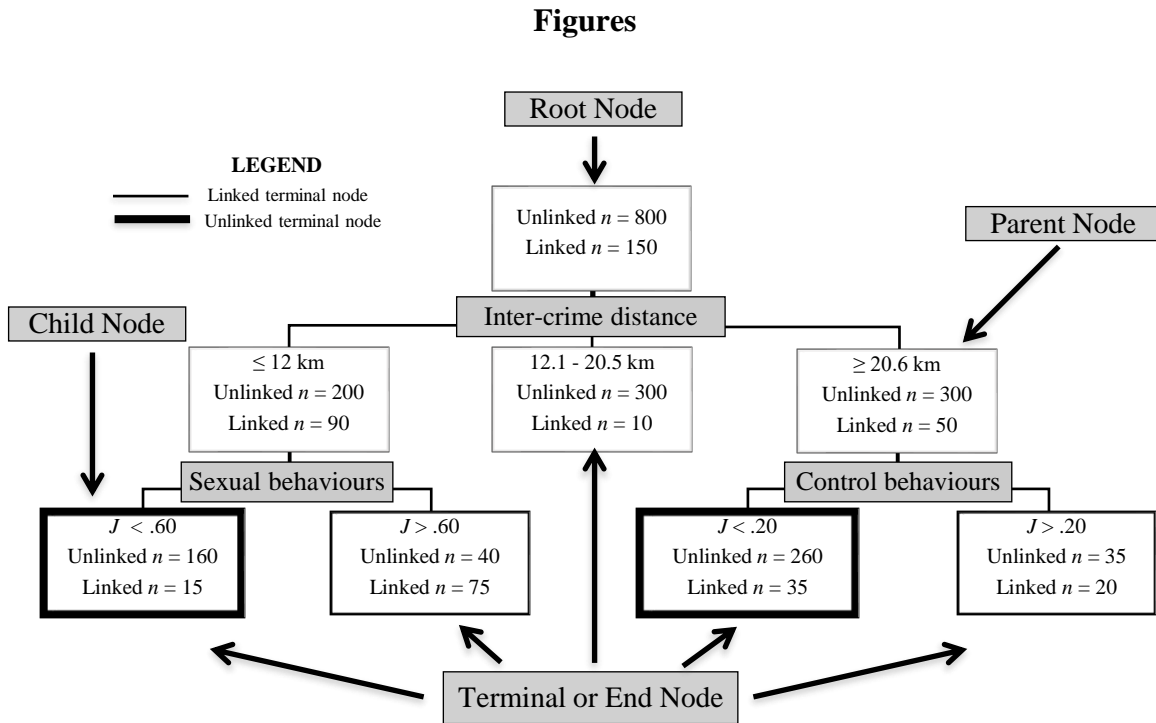 Figures
Root Node
LEGEND
Linked terminal node
Unlinked terminal node
Unlinked n = 800
Linked n = 150
Parent Node
Child Node
Inter-crime distance
≤ 12 km
Unlinked n = 200
Linked n = 90
12.1 - 20.5 km
Unlinked n = 300
Linked n = 10
≥ 20.6 km
Unlinked n = 300
Linked n = 50
Sexual behaviours
Control behaviours
J < .60
Unlinked n = 160
Linked n = 15
J > .60
Unlinked n = 40
Linked n = 75
J < .20
Unlinked n = 260
Linked n = 35
J > .20
Unlinked n = 35
Linked n = 20
Terminal or End Node